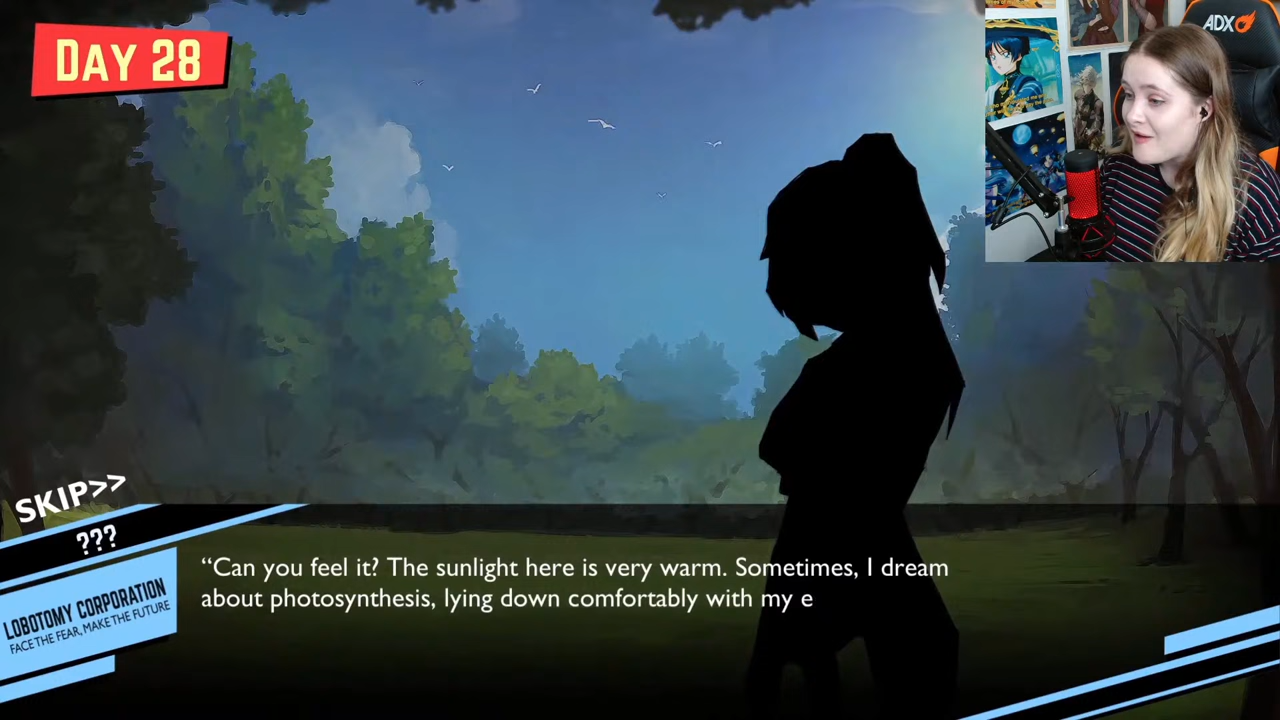 DAY 28
ADX
SKIP>>
???
LOBOTOMY CORPORATION
FACE THE FEAR, MAKE THE FUTURE
“Can you feel it? The sunlight here is very warm. Sometimes, I dream
about photosynthesis, lying down comfortably with my e